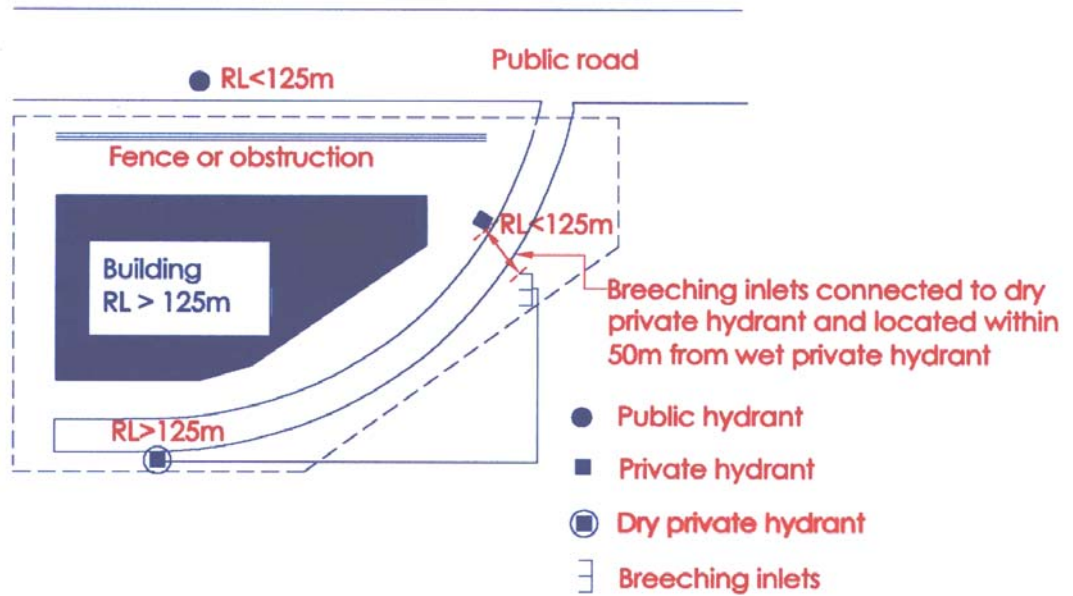 Public road
RL<125m
Fence or obstruction
RL<125m
Building
RL > 125m
Breeching inlets connected to dry
private hydrant and located within
50m from wet private hydrant
RL>125m
Public hydrant
Private hydrant
Dry private hydrant
Breeching inlets